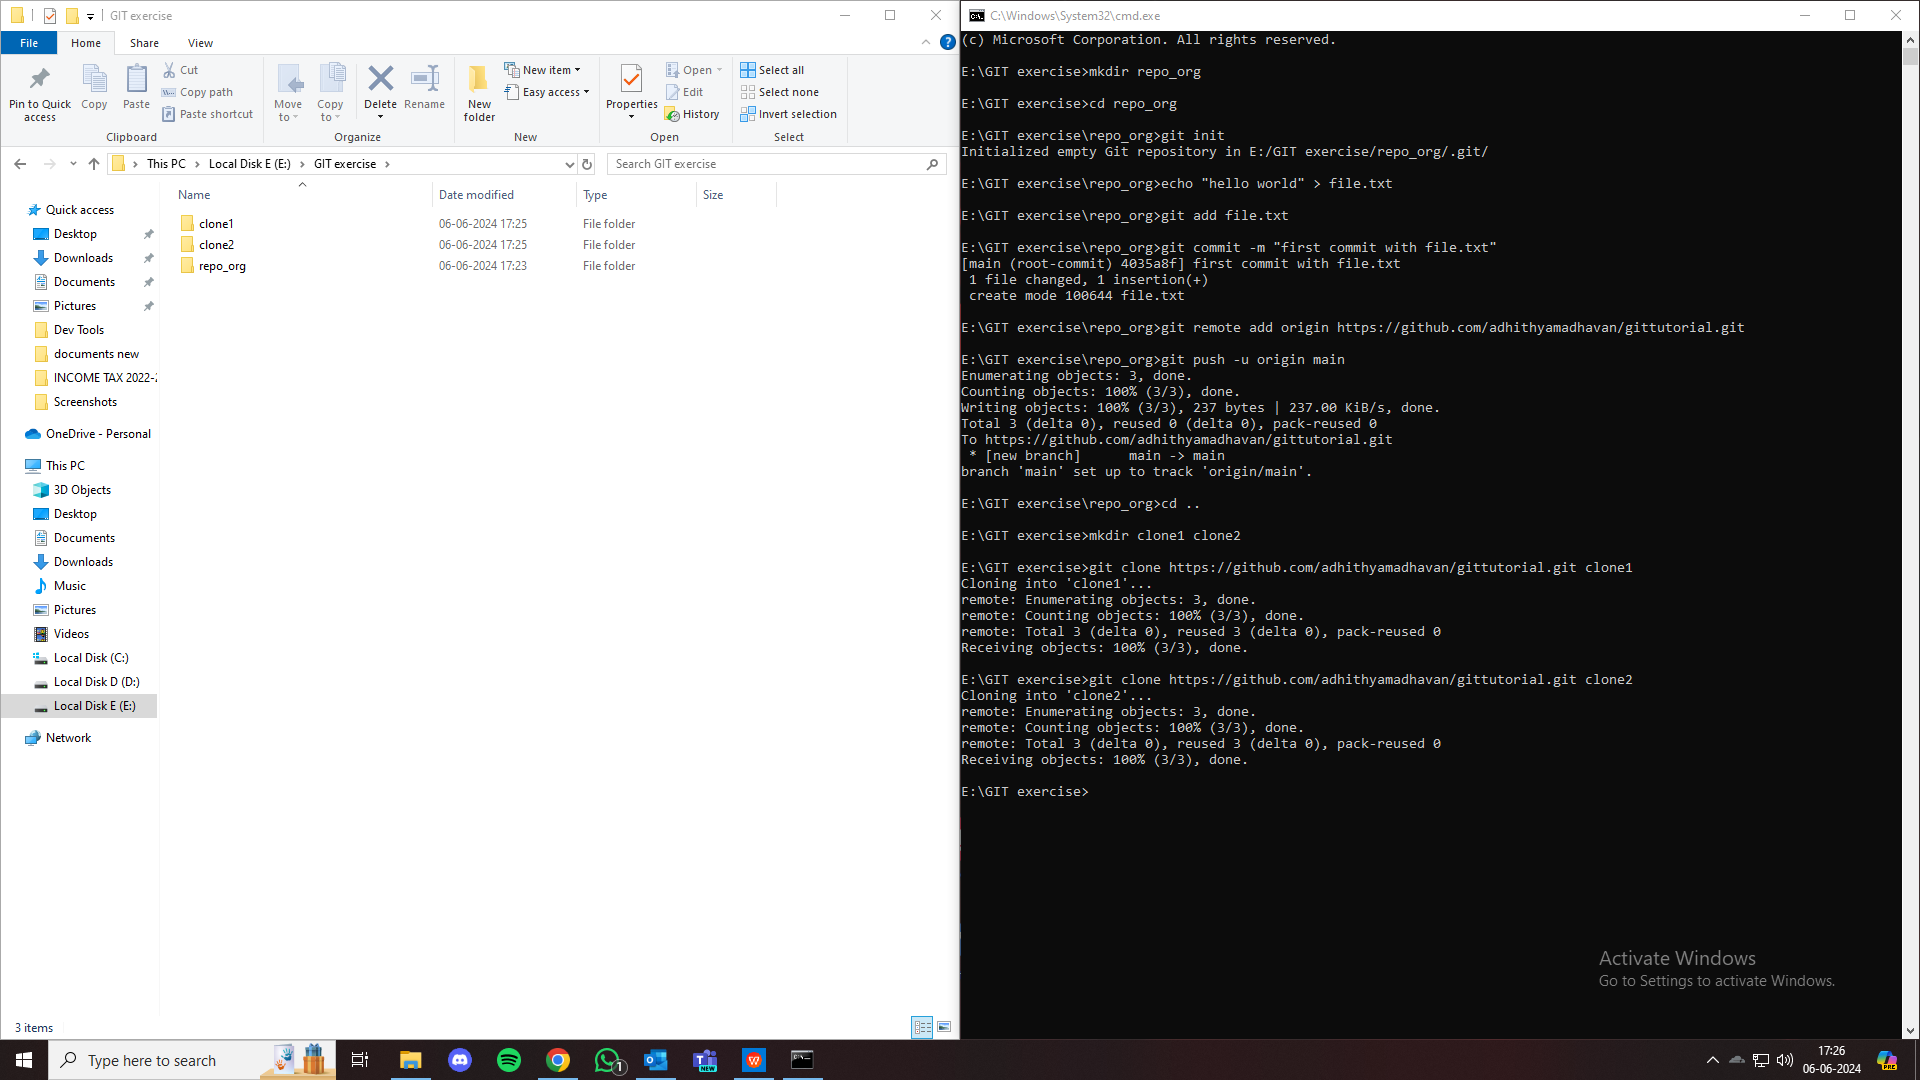 GIT exercise
File
Home
Share
View
Pin to Quick access
Copy
Paste
Cut
Copy path
Paste shortcut
Clipboard
Move to
Copy to
Delete
Rename
Organize
New folder
New item
Easy access
New
Properties
Open
Edit
History
Open
Select all
Select none
Invert selection
Select
This PC
Local Disk E (E:)
GIT exercise
Search GIT exercise
Name
Date modified
Type
Size
clone1 06-06-2024 17:25 File folder
clone2 06-06-2024 17:25 File folder
repo_org 06-06-2024 17:23 File folder
Quick access
Desktop
Downloads
Documents
Pictures
Dev Tools
documents new
INCOME TAX 2022-
Screenshots
OneDrive - Personal
This PC
3D Objects
Desktop
Documents
Downloads
Music
Pictures
Videos
Local Disk (C:)
Local Disk D (D:)
Local Disk E (E:)
Network
3 items
C:\Windows\System32\cmd.exe
(c) Microsoft Corporation. All rights reserved.
E:\GIT exercise>mkdir repo_org
E:\GIT exercise>cd repo_org
E:\GIT exercise\repo_org>git init
Initialized empty Git repository in E:/GIT exercise/repo_org/.git/
E:\GIT exercise\repo_org>echo "hello world" > file.txt
E:\GIT exercise\repo_org>git add file.txt
E:\GIT exercise\repo_org>git commit -m "first commit with file.txt"
[main (root-commit) 4035a8f] first commit with file.txt
1 file changed, 1 insertion(+)
create mode 100644 file.txt
E:\GIT exercise\repo_org>git remote add origin https://github.com/adhithyamadhavan/gittutorial.git
E:\GIT exercise\repo_org>git push -u origin main
Enumerating objects: 3, done.
Counting objects: 100% (3/3), done.
Writing objects: 100% (3/3), 237 bytes | 237.00 KiB/s, done.
Total 3 (delta 0), reused 0 (delta 0), pack-reused 0
To https://github.com/adhithyamadhavan/gittutorial.git
* [new branch]      main -> main
branch 'main' set up to track 'origin/main'.
E:\GIT exercise\repo_org>cd ..
E:\GIT exercise>mkdir clone1 clone2
E:\GIT exercise>git clone https://github.com/adhithyamadhavan/gittutorial.git clone1
Cloning into 'clone1'...
remote: Enumerating objects: 3, done.
remote: Counting objects: 100% (3/3), done.
remote: Total 3 (delta 0), reused 3 (delta 0), pack-reused 0
Receiving objects: 100% (3/3), done.
E:\GIT exercise>git clone https://github.com/adhithyamadhavan/gittutorial.git clone2
Cloning into 'clone2'...
remote: Enumerating objects: 3, done.
remote: Counting objects: 100% (3/3), done.
remote: Total 3 (delta 0), reused 3 (delta 0), pack-reused 0
Receiving objects: 100% (3/3), done.
E:\GIT exercise>
Activate Windows
Go to Settings to activate Windows.
Type here to search
1
NEW
17:26
06-06-2024
PRE